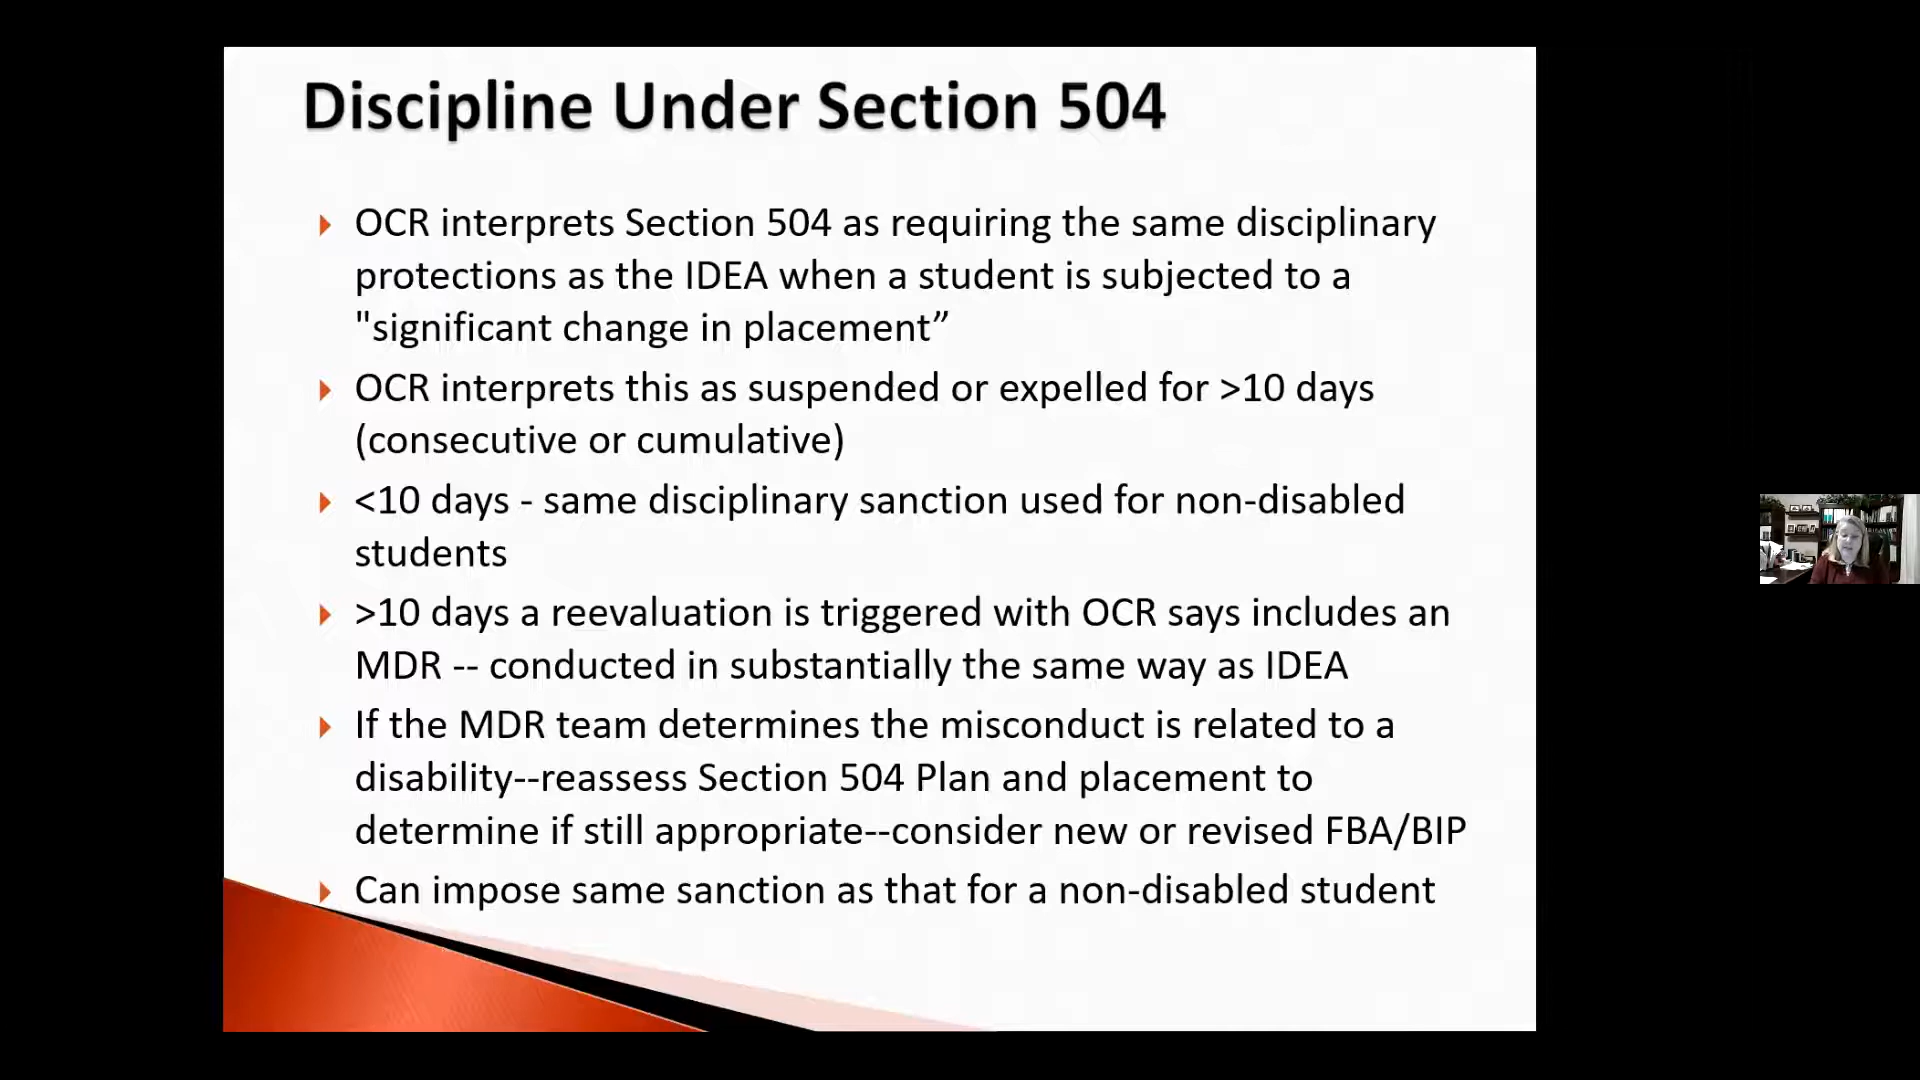 Discipline Under Section 504
OCR interprets Section 504 as requiring the same disciplinary
protections as the IDEA when a student is subjected to a
"significant change in placement”
OCR interprets this as suspended or expelled for >10 days
(consecutive or cumulative)
<10 days - same disciplinary sanction used for non-disabled
students
>10 days a reevaluation is triggered with OCR says includes an
MDR -- conducted in substantially the same way as IDEA
If the MDR team determines the misconduct is related to a
disability--reassess Section 504 Plan and placement to
determine if still appropriate--consider new or revised FBA/BIP
Can impose same sanction as that for a non-disabled student